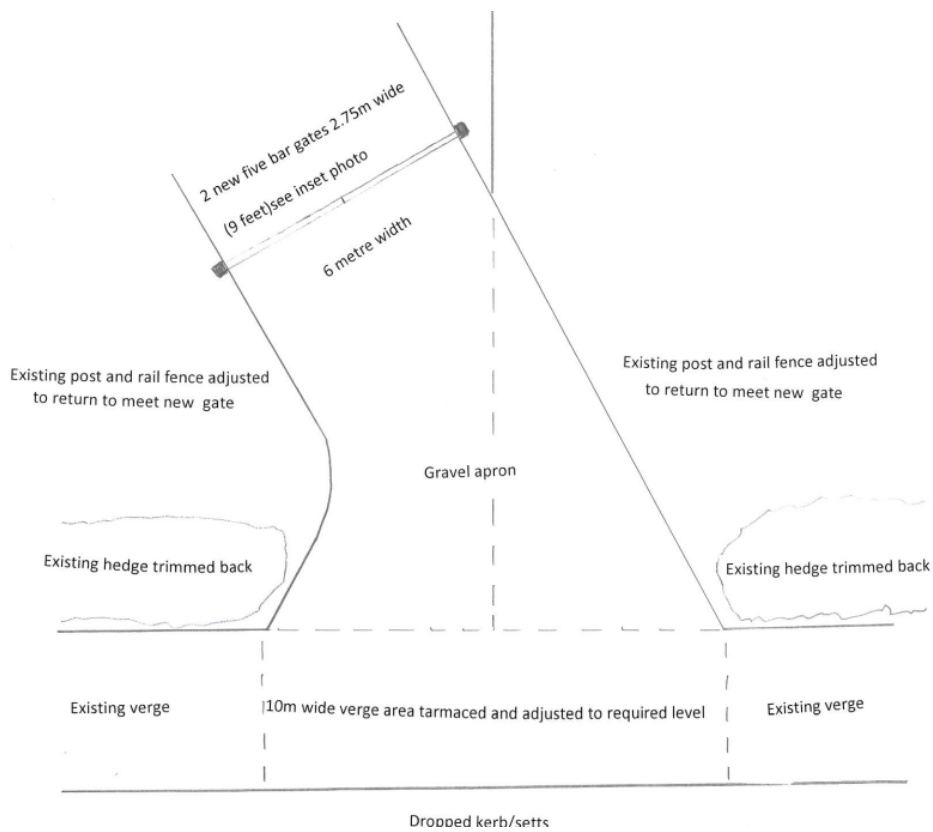 2 new five bar gates 2.75m wide
(9 feet)see inset photo
6 metre width
Existing post and rail fence adjusted
to return to meet new gate
Existing post and rail fence adjusted
to return to meet new gate
Gravel apron
Existing hedge trimmed back
Existing hedge trimmed back
Existing verge
10m wide verge area tarmaced and adjusted to required level
Existing verge
Dropped kerb/setts